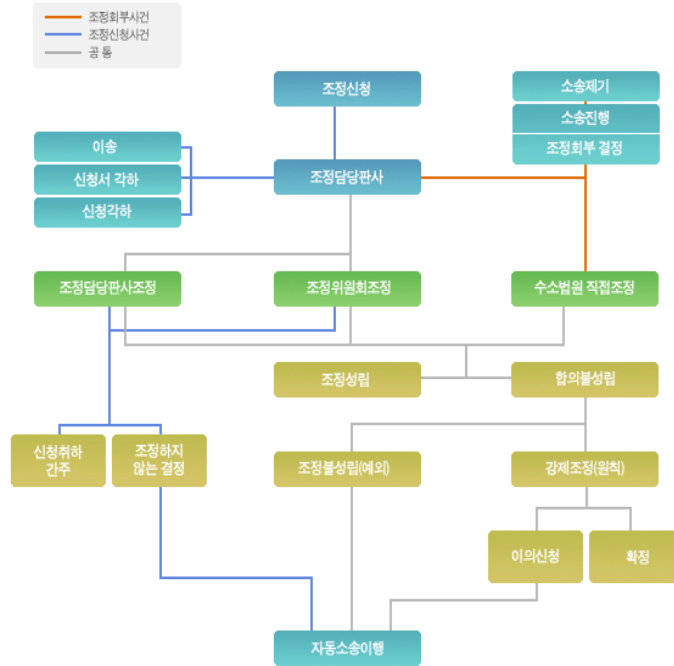 조정회부사건
조정신청사건
공 통
조정신청
소송제기
소송진행
조정회부 결정
이송
신청서 각하
신청각하
조정담당판사
조정담당판사조정
조정위원회조정
수소법원 직접조정
조정성립
합의불성립
신청취하
간주
조정하지
않는 결정
조정불성립(예외)
강제조정(원칙)
이의신청
확정
자동소송이행